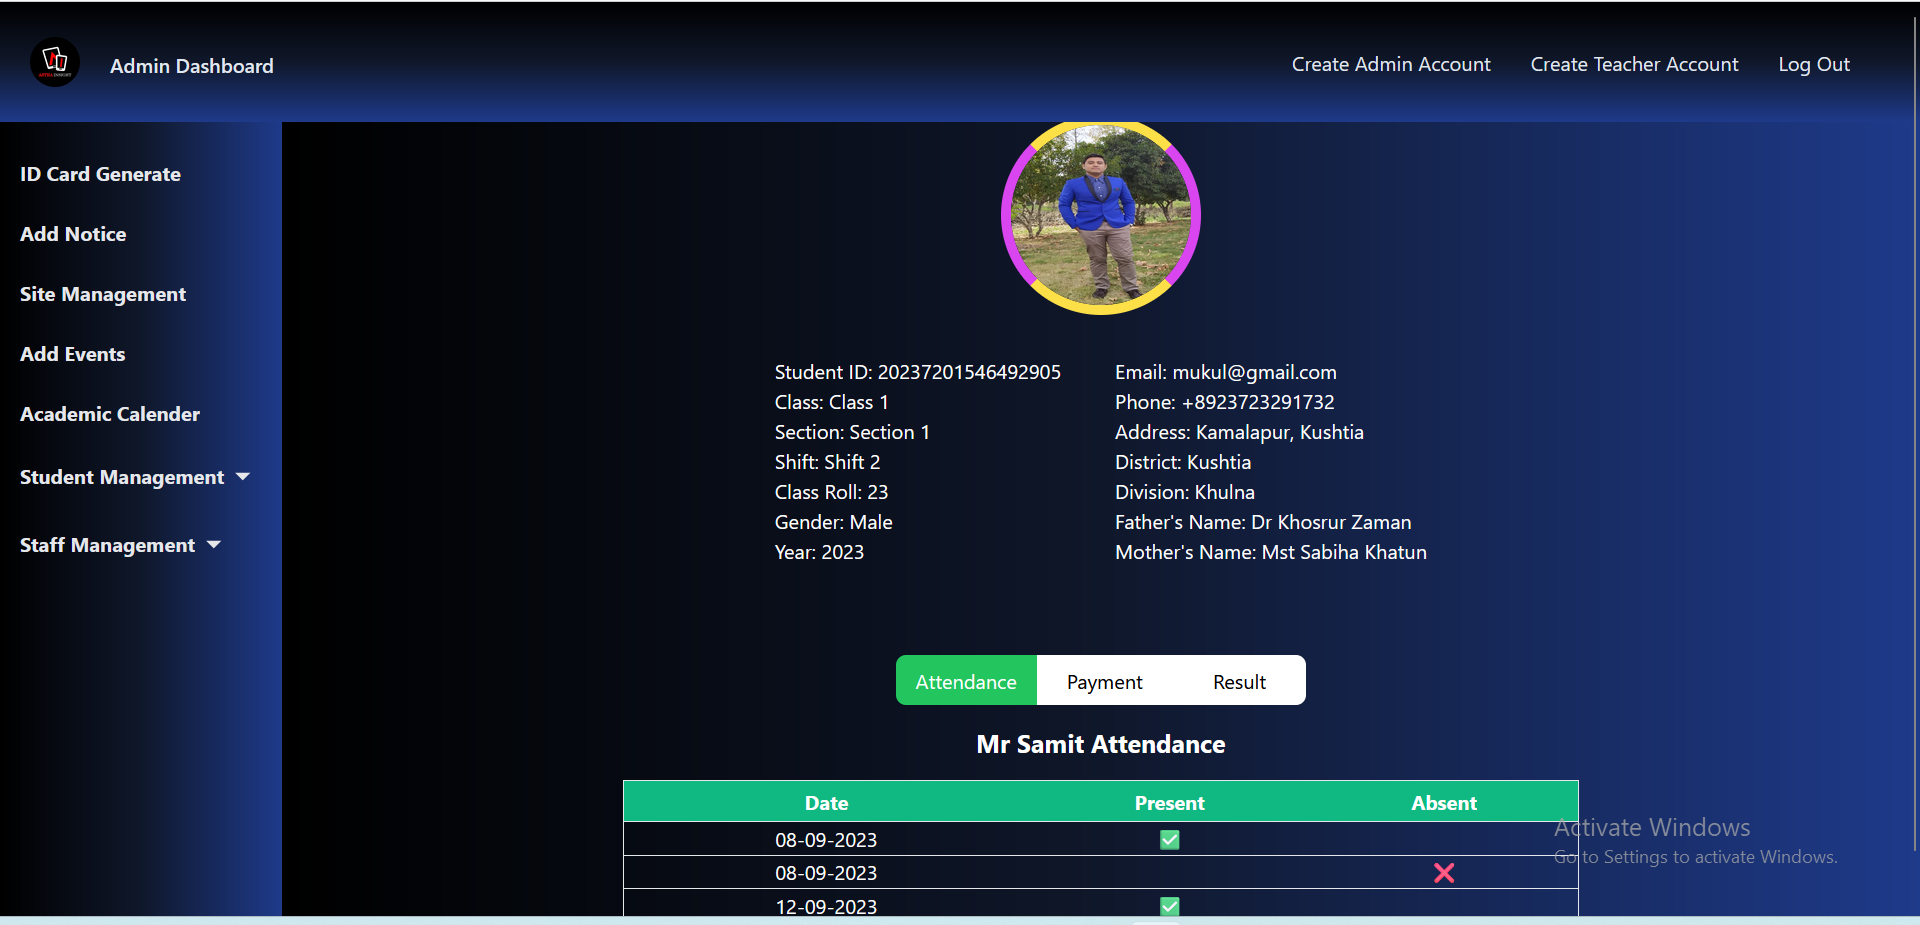 Admin Dashboard
Create Admin Account
Create Teacher Account
Log Out
ID Card Generate
Add Notice
Site Management
Add Events
Academic Calender
Student Management
Staff Management
Student ID: 20237201546492905
Class: Class 1
Section: Section 1
Shift: Shift 2
Class Roll: 23
Gender: Male
Year: 2023
Email: mukul@gmail.com
Phone: +8923723291732
Address: Kamalapur, Kushtia
District: Kushtia
Division: Khulna
Father's Name: Dr Khosrur Zaman
Mother's Name: Mst Sabiha Khatun
Attendance Payment Result
Mr Samit Attendance
Date Present Absent
08-09-2023 ✅
08-09-2023 ❌
12-09-2023 ✅
Activate Windows
Go to Settings to activate Windows.